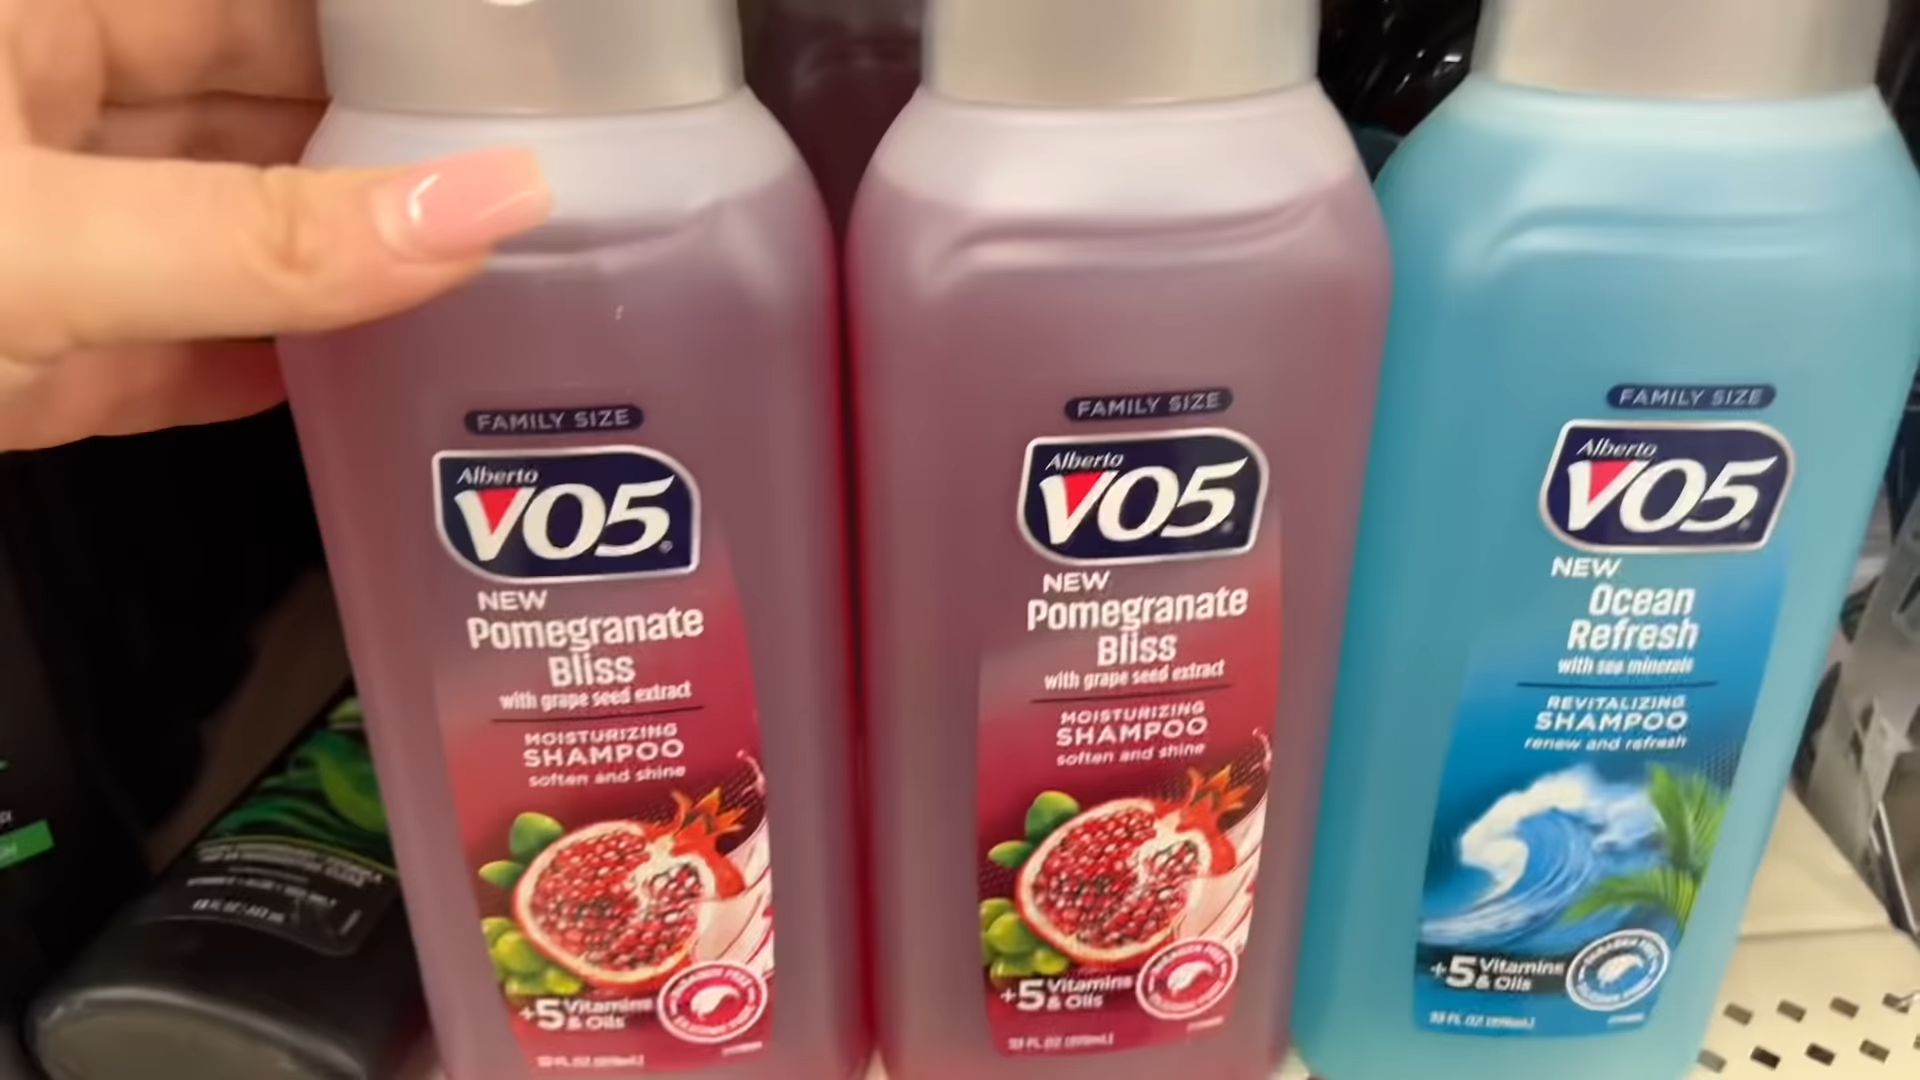 FAMILY SIZE
Alberto
VO5
NEW
Pomegranate
Bliss
with grape seed extract
MOISTURIZING
SHAMPOO
soften and shine
+5 Vitamins
& Oils
FAMILY SIZE
Alberto
VO5
NEW
Pomegranate
Bliss
with grape seed extract
MOISTURIZING
SHAMPOO
soften and shine
+5 Vitamins
& Oils
FAMILY SIZE
Alberto
VO5
NEW
Ocean
Refresh
with sea minerals
REVITALIZING
SHAMPOO
renew and refresh
+5 Vitamins
& Oils